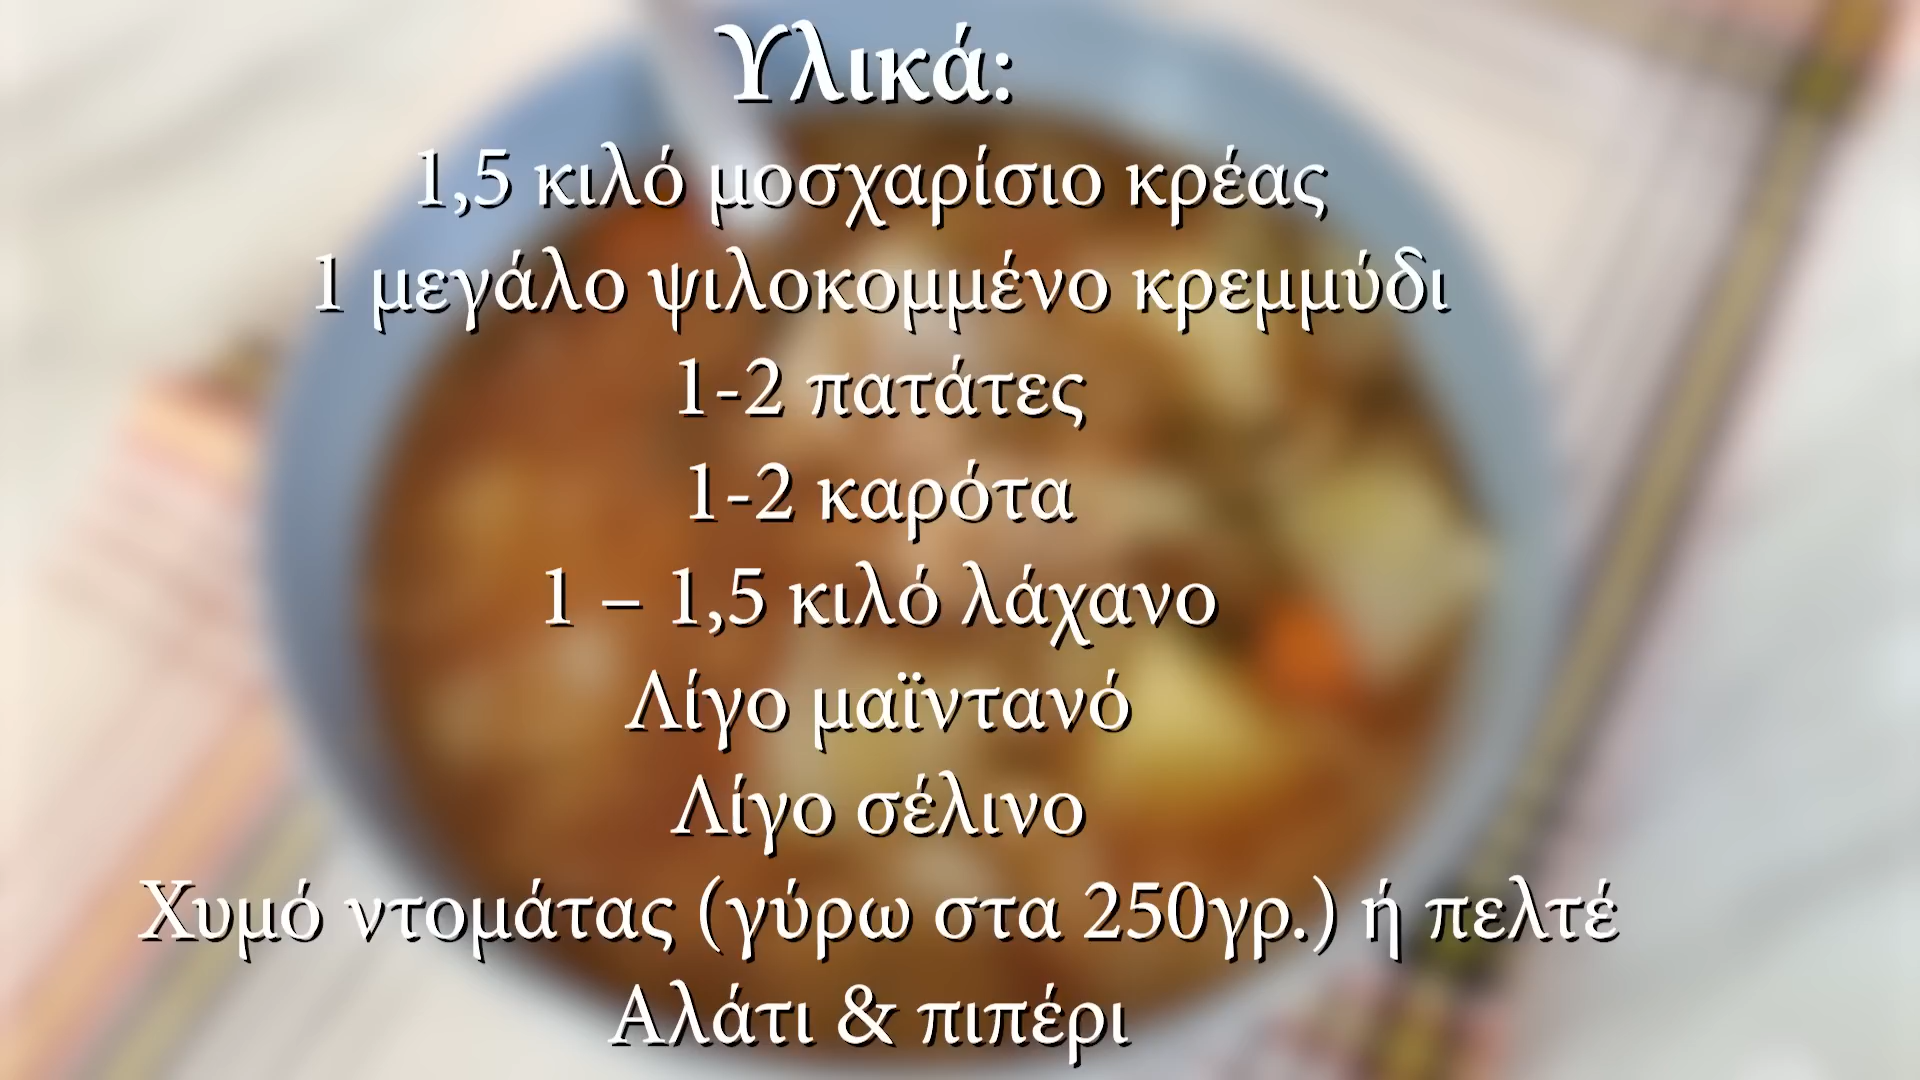 Υλικά:
1,5 κιλό μοσχαρίσιο κρέας
1 μεγάλο ψιλοκομμένο κρεμμύδι
1-2 πατάτες
1-2 καρότα
1 – 1,5 κιλό λάχανο
Λίγο μαϊντανό
Λίγο σέλινο
Χυμό ντομάτας (γύρω στα 250γρ.) ή πελτέ
Αλάτι & πιπέρι